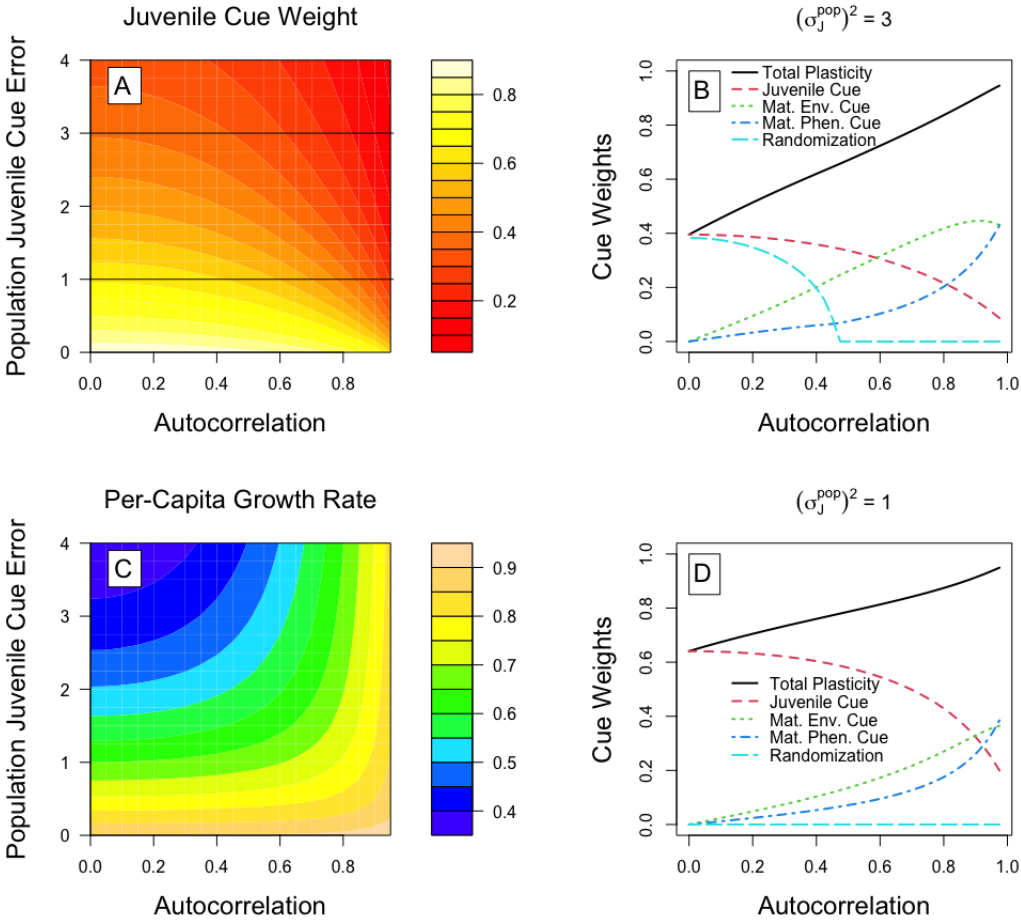 Juvenile Cue Weight
Population Juvenile Cue Error
A
4
3
2
1
0
0.0 0.2 0.4 0.6 0.8
Autocorrelation
0.8
0.6
0.4
0.2
(σ_J^pop)² = 3
Cue Weights
B
1.0
0.8
0.6
0.4
0.2
0.0
Total Plasticity
Juvenile Cue
Mat. Env. Cue
Mat. Phen. Cue
Randomization
0.0 0.2 0.4 0.6 0.8 1.0
Autocorrelation
Per-Capita Growth Rate
Population Juvenile Cue Error
C
4
3
2
1
0
0.0 0.2 0.4 0.6 0.8
Autocorrelation
0.9
0.8
0.7
0.6
0.5
0.4
(σ_J^pop)² = 1
Cue Weights
D
1.0
0.8
0.6
0.4
0.2
0.0
Total Plasticity
Juvenile Cue
Mat. Env. Cue
Mat. Phen. Cue
Randomization
0.0 0.2 0.4 0.6 0.8 1.0
Autocorrelation